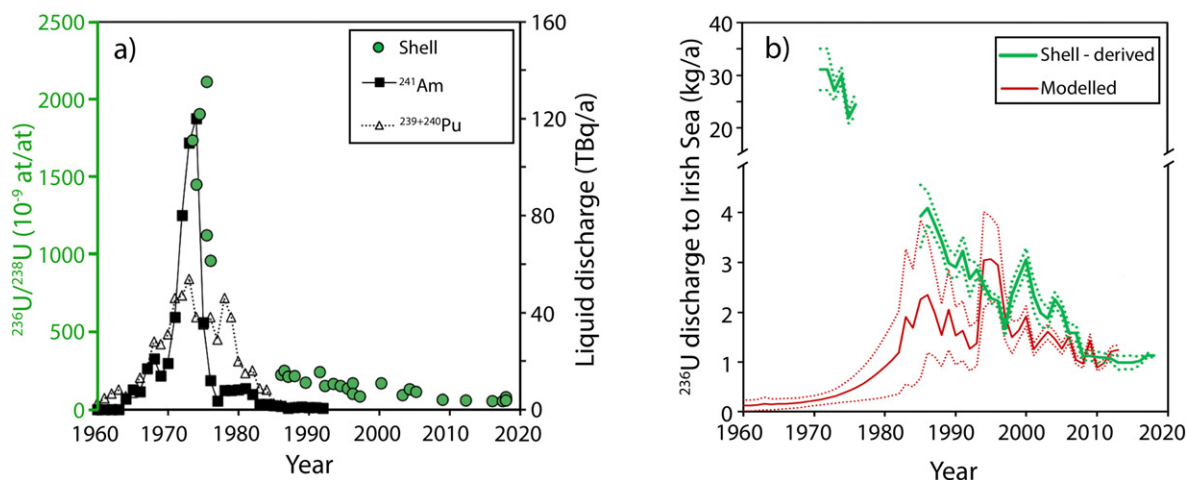 a)
Shell
²⁴¹Am
²³⁹⁺²⁴⁰Pu
2500
2000
1500
1000
500
0
²³⁶U/²³⁸U (10⁻⁹ at/at)
160
120
80
40
0
Liquid discharge (TBq/a)
1960 1970 1980 1990 2000 2010 2020
Year
b)
Shell - derived
Modelled
40
30
20
4
3
2
1
0
²³⁶U discharge to Irish Sea (kg/a)
1960 1970 1980 1990 2000 2010 2020
Year